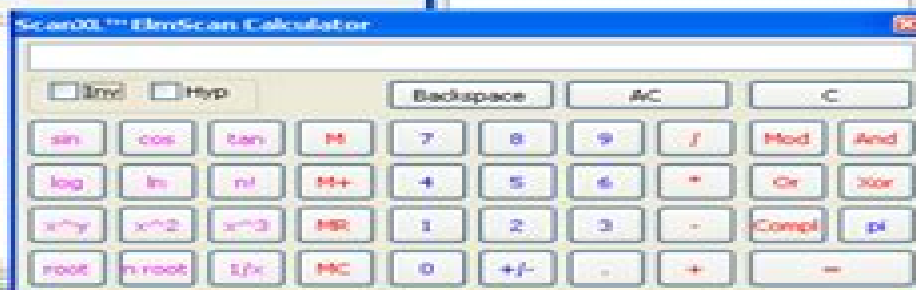 ScanXL™ ElmScan Calculator
Inv Hyp Backspace AC C
sin cos tan M 7 8 9 / Mod And
log ln n! M+ 4 5 6 * Or Xor
x^y x^2 x^3 MR 1 2 3 - Compl pi
root n root 1/x MC 0 +/- . + =